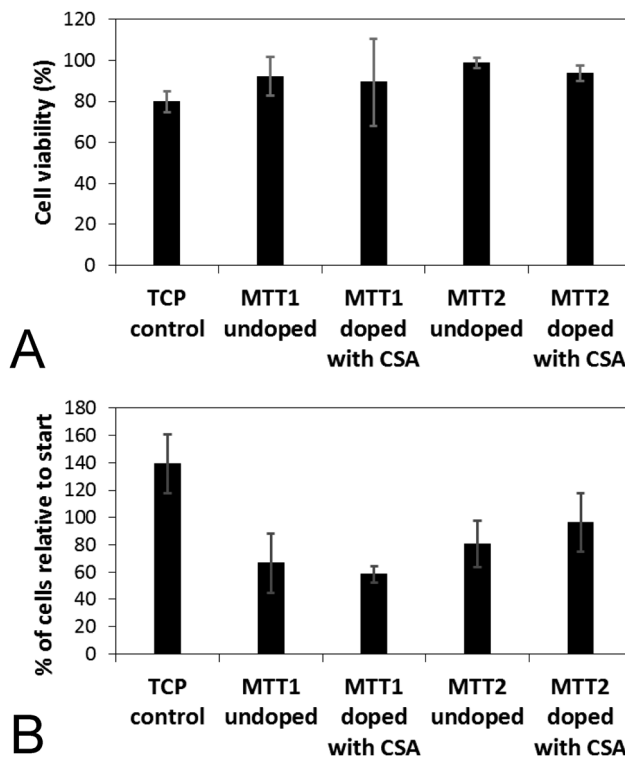 Cell viability (%)
120
100
80
60
40
20
0
TCP control
MTT1 undoped
MTT1 doped with CSA
MTT2 undoped
MTT2 doped with CSA
A
% of cells relative to start
180
160
140
120
100
80
60
40
20
0
TCP control
MTT1 undoped
MTT1 doped with CSA
MTT2 undoped
MTT2 doped with CSA
B